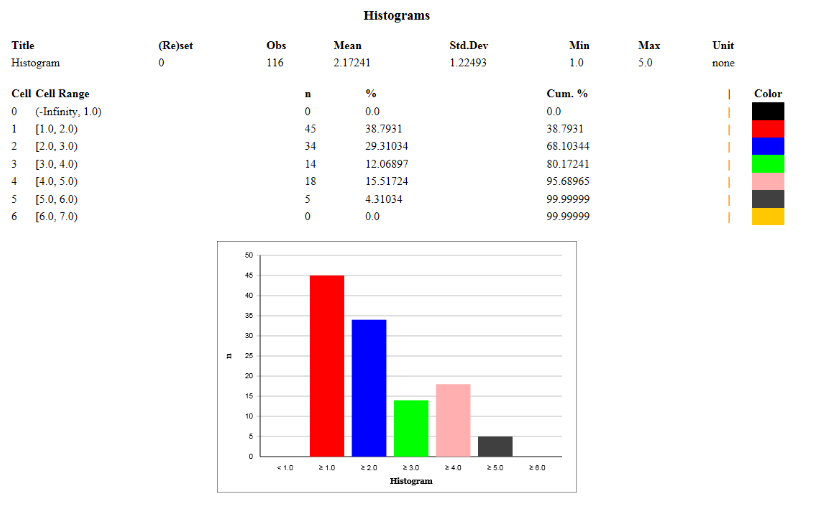 Histograms
Title (Re)set Obs Mean Std.Dev Min Max Unit
Histogram 0 116 2.17241 1.22493 1.0 5.0 none
Cell Cell Range n % Cum. % | Color
0 (-Infinity, 1.0) 0 0.0 0.0 |
1 [1.0, 2.0) 45 38.7931 38.7931 |
2 [2.0, 3.0) 34 29.31034 68.10344 |
3 [3.0, 4.0) 14 12.06897 80.17241 |
4 [4.0, 5.0) 18 15.51724 95.68965 |
5 [5.0, 6.0) 5 4.31034 99.99999 |
6 [6.0, 7.0) 0 0.0 99.99999 |
50
45
40
35
30
n
25
20
15
10
5
0
< 1.0 ≥ 1.0 ≥ 2.0 ≥ 3.0 ≥ 4.0 ≥ 5.0 ≥ 6.0
Histogram